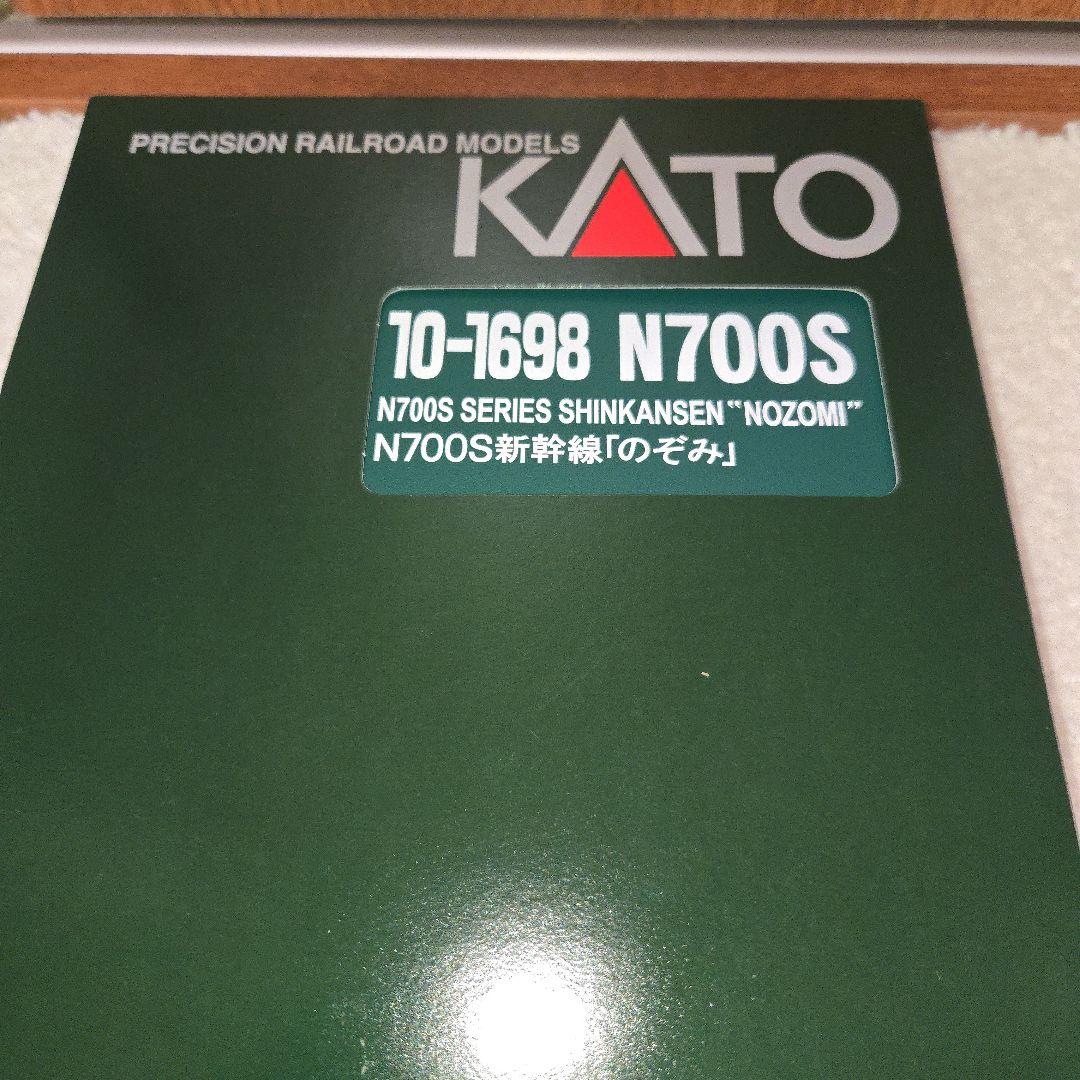 PRECISION RAILROAD MODELS
KATO
10-1698 N700S
N700S SERIES SHINKANSEN "NOZOMI"
N700S新幹線「のぞみ」